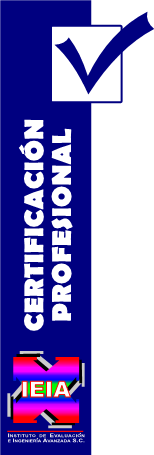 CERTIFICACIÓN
PROFESIONAL
IEIA
INSTITUTO DE EVALUACIÓN
E INGENIERÍA AVANZADA S.C.